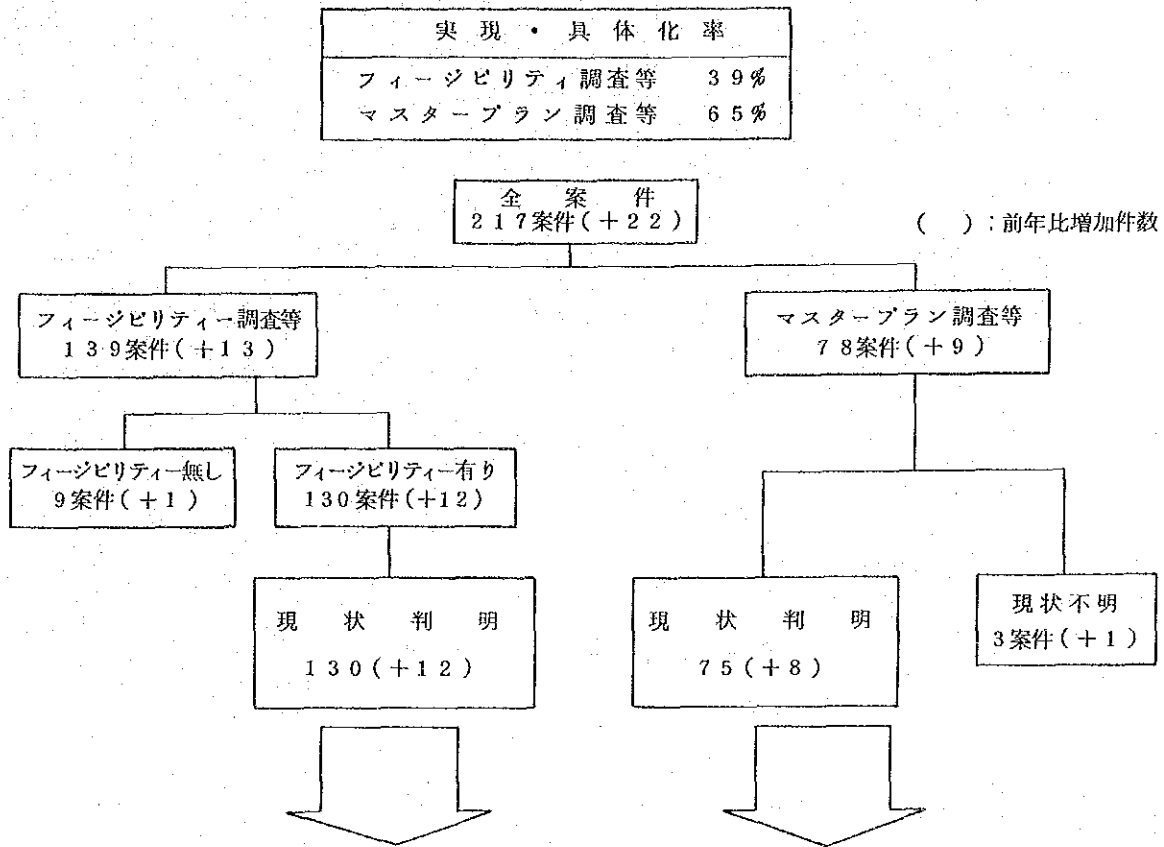 実現・具体化率
フィージビリティ調査等 39%
マスタープラン調査等 65%
全案件
217案件(+22)
( ):前年比増加件数
フィージビリティー調査等
139案件(+13)
マスタープラン調査等
78案件(+9)
フィージビリティー無し
9案件(+1)
フィージビリティー有り
130案件(+12)
現状判明
130(+12)
現状判明
75(+8)
現状不明
3案件(+1)